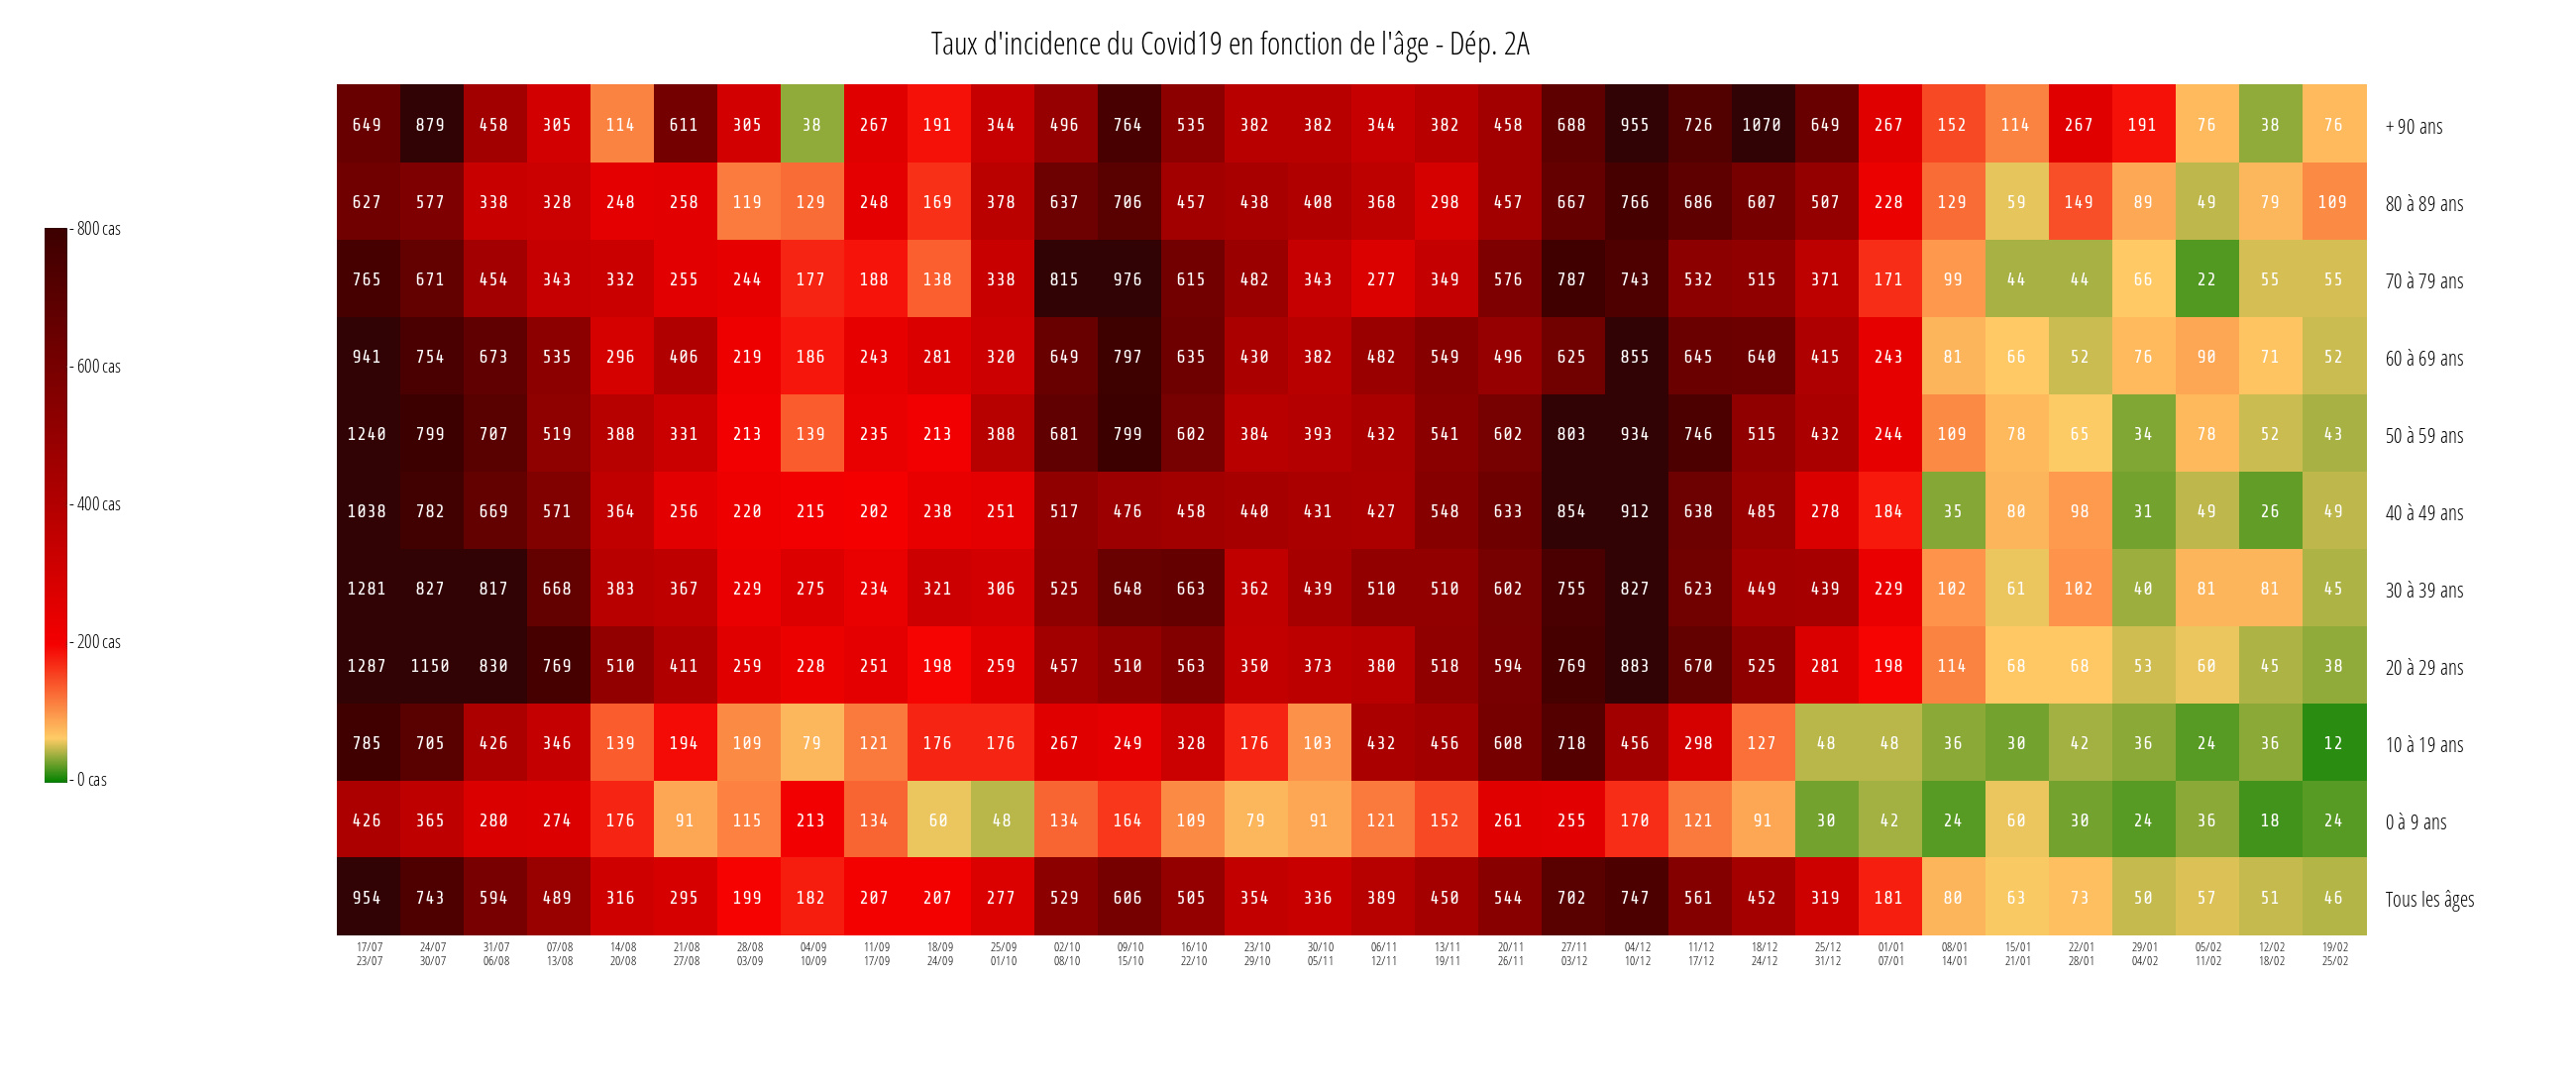 Taux d'incidence du Covid19 en fonction de l'âge - Dép. 2A
649 879 458 305 114 611 305 38 267 191 344 496 764 535 382 382 344 382 458 688 955 726 1070 649 267 152 114 267 191 76 38 76 + 90 ans
627 577 338 328 248 258 119 129 248 169 378 637 706 457 438 408 368 298 457 667 766 686 607 507 228 129 59 149 89 49 79 109 80 à 89 ans
765 671 454 343 332 255 244 177 188 138 338 815 976 615 482 343 277 349 576 787 743 532 515 371 171 99 44 44 66 22 55 55 70 à 79 ans
941 754 673 535 296 406 219 186 243 281 320 649 797 635 430 382 482 549 496 625 855 645 640 415 243 81 66 52 76 90 71 52 60 à 69 ans
1240 799 707 519 388 331 213 139 235 213 388 681 799 602 384 393 432 541 602 803 934 746 515 432 244 109 78 65 34 78 52 43 50 à 59 ans
1038 782 669 571 364 256 220 215 202 238 251 517 476 458 440 431 427 548 633 854 912 638 485 278 184 35 80 98 31 49 26 49 40 à 49 ans
1281 827 817 668 383 367 229 275 234 321 306 525 648 663 362 439 510 510 602 755 827 623 449 439 229 102 61 102 40 81 81 45 30 à 39 ans
1287 1150 830 769 510 411 259 228 251 198 259 457 510 563 350 373 380 518 594 769 883 670 525 281 198 114 68 68 53 60 45 38 20 à 29 ans
785 705 426 346 139 194 109 79 121 176 176 267 249 328 176 103 432 456 608 718 456 298 127 48 48 36 30 42 36 24 36 12 10 à 19 ans
426 365 280 274 176 91 115 213 134 60 48 134 164 109 79 91 121 152 261 255 170 121 91 30 42 24 60 30 24 36 18 24 0 à 9 ans
954 743 594 489 316 295 199 182 207 207 277 529 606 505 354 336 389 450 544 702 747 561 452 319 181 80 63 73 50 57 51 46 Tous les âges
17/07 24/07 31/07 07/08 14/08 21/08 28/08 04/09 11/09 18/09 25/09 02/10 09/10 16/10 23/10 30/10 06/11 13/11 20/11 27/11 04/12 11/12 18/12 25/12 01/01 08/01 15/01 22/01 29/01 05/02 12/02 19/02
23/07 30/07 06/08 13/08 20/08 27/08 03/09 10/09 17/09 24/09 01/10 08/10 15/10 22/10 29/10 05/11 12/11 19/11 26/11 03/12 10/12 17/12 24/12 31/12 07/01 14/01 21/01 28/01 04/02 11/02 18/02 25/02
- 800 cas
- 600 cas
- 400 cas
- 200 cas
- 0 cas